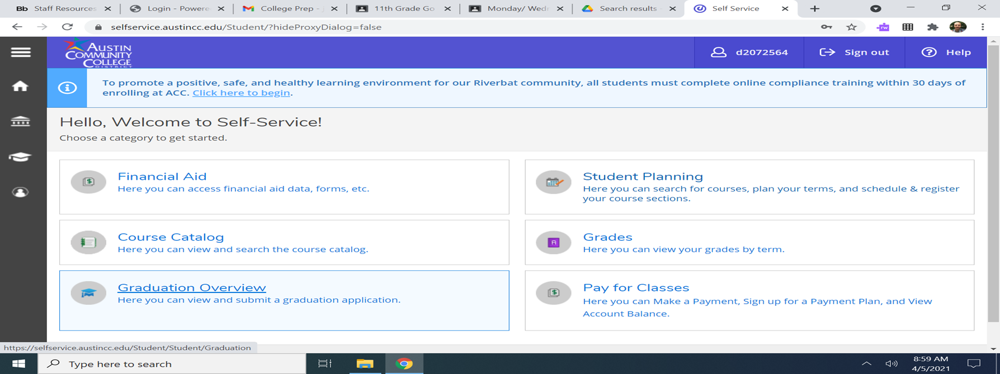 Bb Staff Resources
Login - Powere
College Prep -
11th Grade Go
Monday/ Wedn
Search results -
Self Service
selfservice.austincc.edu/Student/?hideProxyDialog=false
rw
AUSTIN
COMMUNITY
COLLEGE
DISTRICT
d2072564
Sign out
Help
To promote a positive, safe, and healthy learning environment for our Riverbat community, all students must complete online compliance training within 30 days of
enrolling at ACC. Click here to begin.
Hello, Welcome to Self-Service!
Choose a category to get started.
Financial Aid
Here you can access financial aid data, forms, etc.
Student Planning
Here you can search for courses, plan your terms, and schedule & register
your course sections.
Course Catalog
Here you can view and search the course catalog.
A
Grades
Here you can view your grades by term.
Graduation Overview
Here you can view and submit a graduation application.
Pay for Classes
Here you can Make a Payment, Sign up for a Payment Plan, and View
Account Balance.
https://selfservice.austincc.edu/Student/Student/Graduation
Type here to search
8:59 AM
4/5/2021